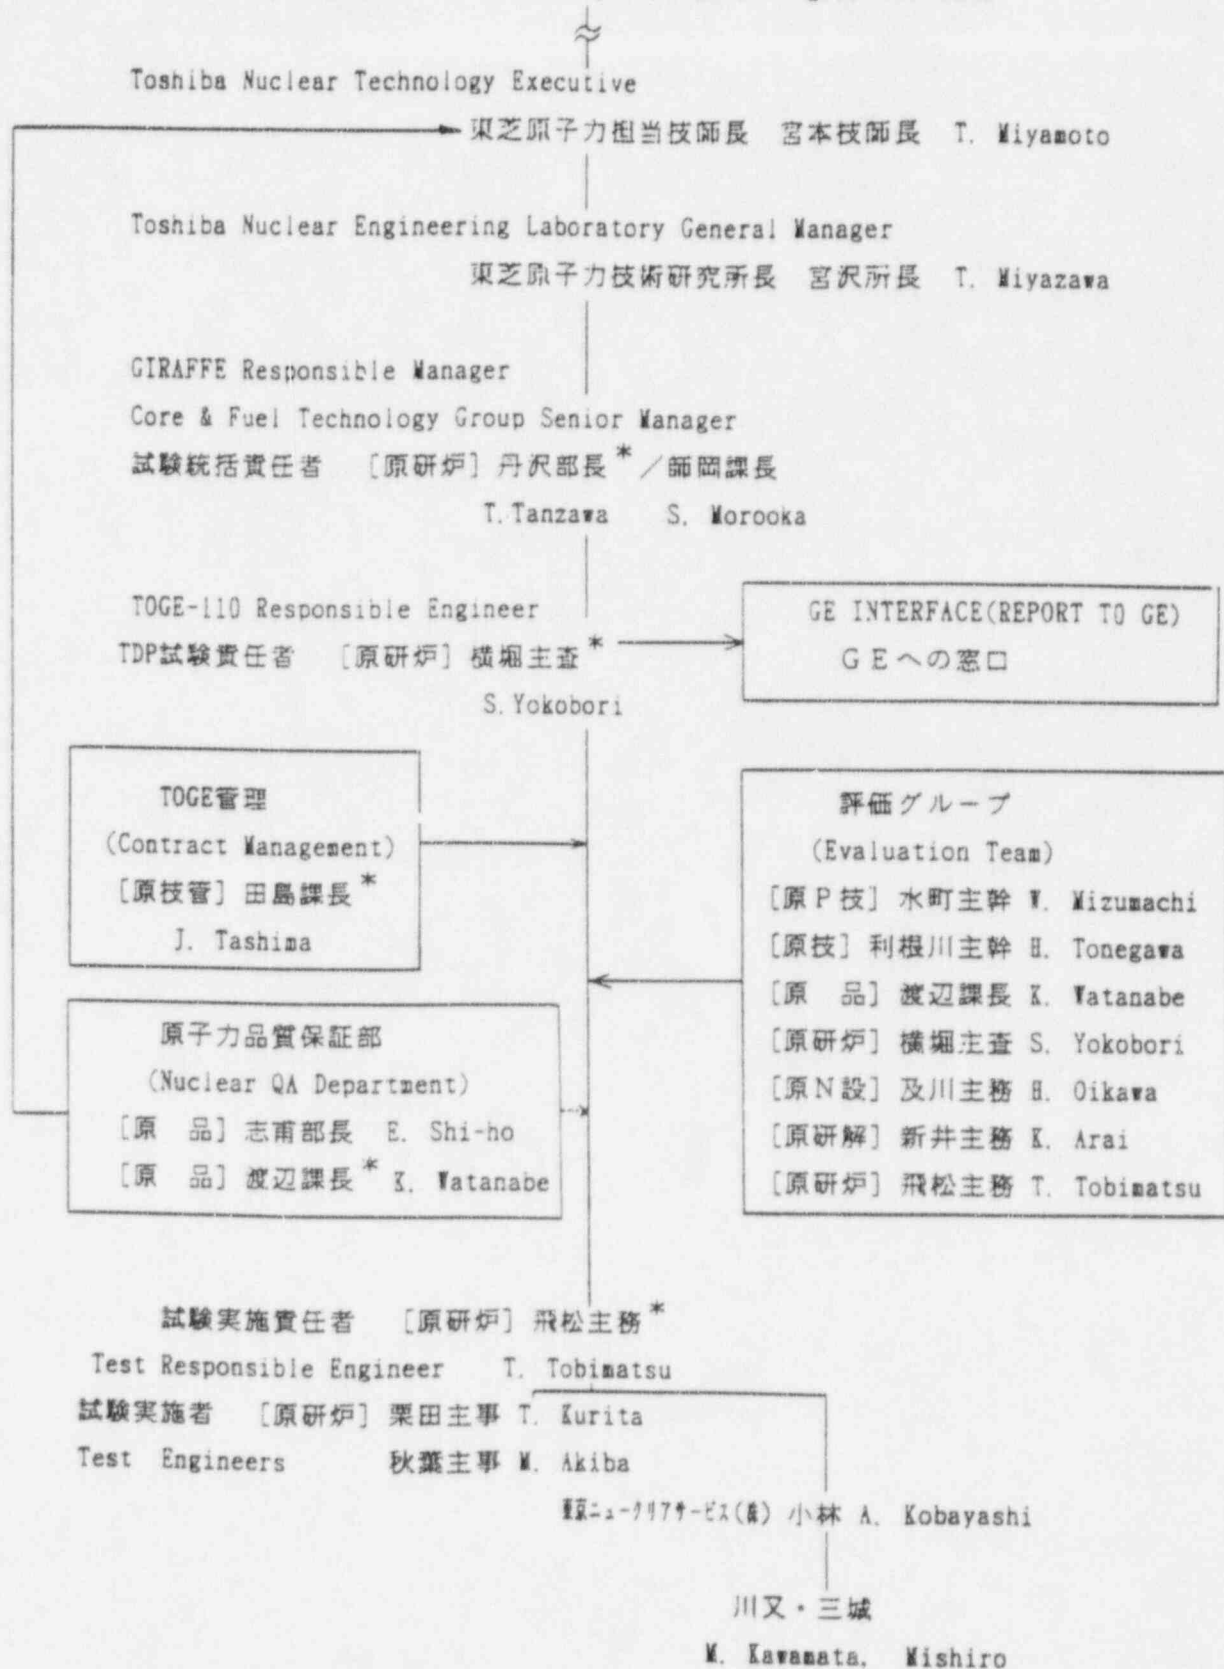 Toshiba Nuclear Technology Executive
東芝原子力担当技師長 宮本技師長 T. Miyamoto
Toshiba Nuclear Engineering Laboratory General Manager
東芝原子力技術研究所長 宮沢所長 T. Miyazawa
GIRAFFE Responsible Manager
Core & Fuel Technology Group Senior Manager
試験統括責任者 [原研炉] 丹沢部長* / 師岡課長
T.Tanzawa S. Morooka
TOGE-110 Responsible Engineer
TDP試験責任者 [原研炉] 横堀主査*
S.Yokobori
GE INTERFACE(REPORT TO GE)
GEへの窓口
TOGE管理
(Contract Management)
[原技管] 田島課長*
J. Tashima
原子力品質保証部
(Nuclear QA Department)
[原 品] 志甫部長 E. Shi-ho
[原 品] 渡辺課長* K. Watanabe
評価グループ
(Evaluation Team)
[原P技] 水町主幹 W. Mizumachi
[原技] 利根川主幹 H. Tonegawa
[原 品] 渡辺課長 K. Watanabe
[原研炉] 横堀主査 S. Yokobori
[原N設] 及川主務 H. Oikawa
[原研解] 新井主務 K. Arai
[原研炉] 飛松主務 T. Tobimatsu
試験実施責任者 [原研炉] 飛松主務*
Test Responsible Engineer T. Tobimatsu
試験実施者 [原研炉] 栗田主事 T. Kurita
Test Engineers 秋葉主事 M. Akiba
東京ニュークリアサービス(株) 小林 A. Kobayashi
川又・三城
M. Kawamata, Mishiro